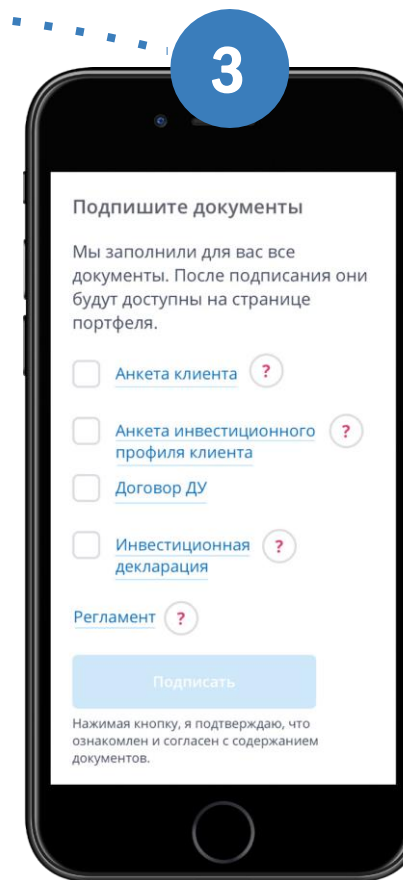 3
Подпишите документы
Мы заполнили для вас все
документы. После подписания они
будут доступны на странице
портфеля.
Анкета клиента ?
Анкета инвестиционного ?
профиля клиента
Договор ДУ
Инвестиционная ?
декларация
Регламент ?
Подписать
Нажимая кнопку, я подтверждаю, что
ознакомлен и согласен с содержанием
документов.